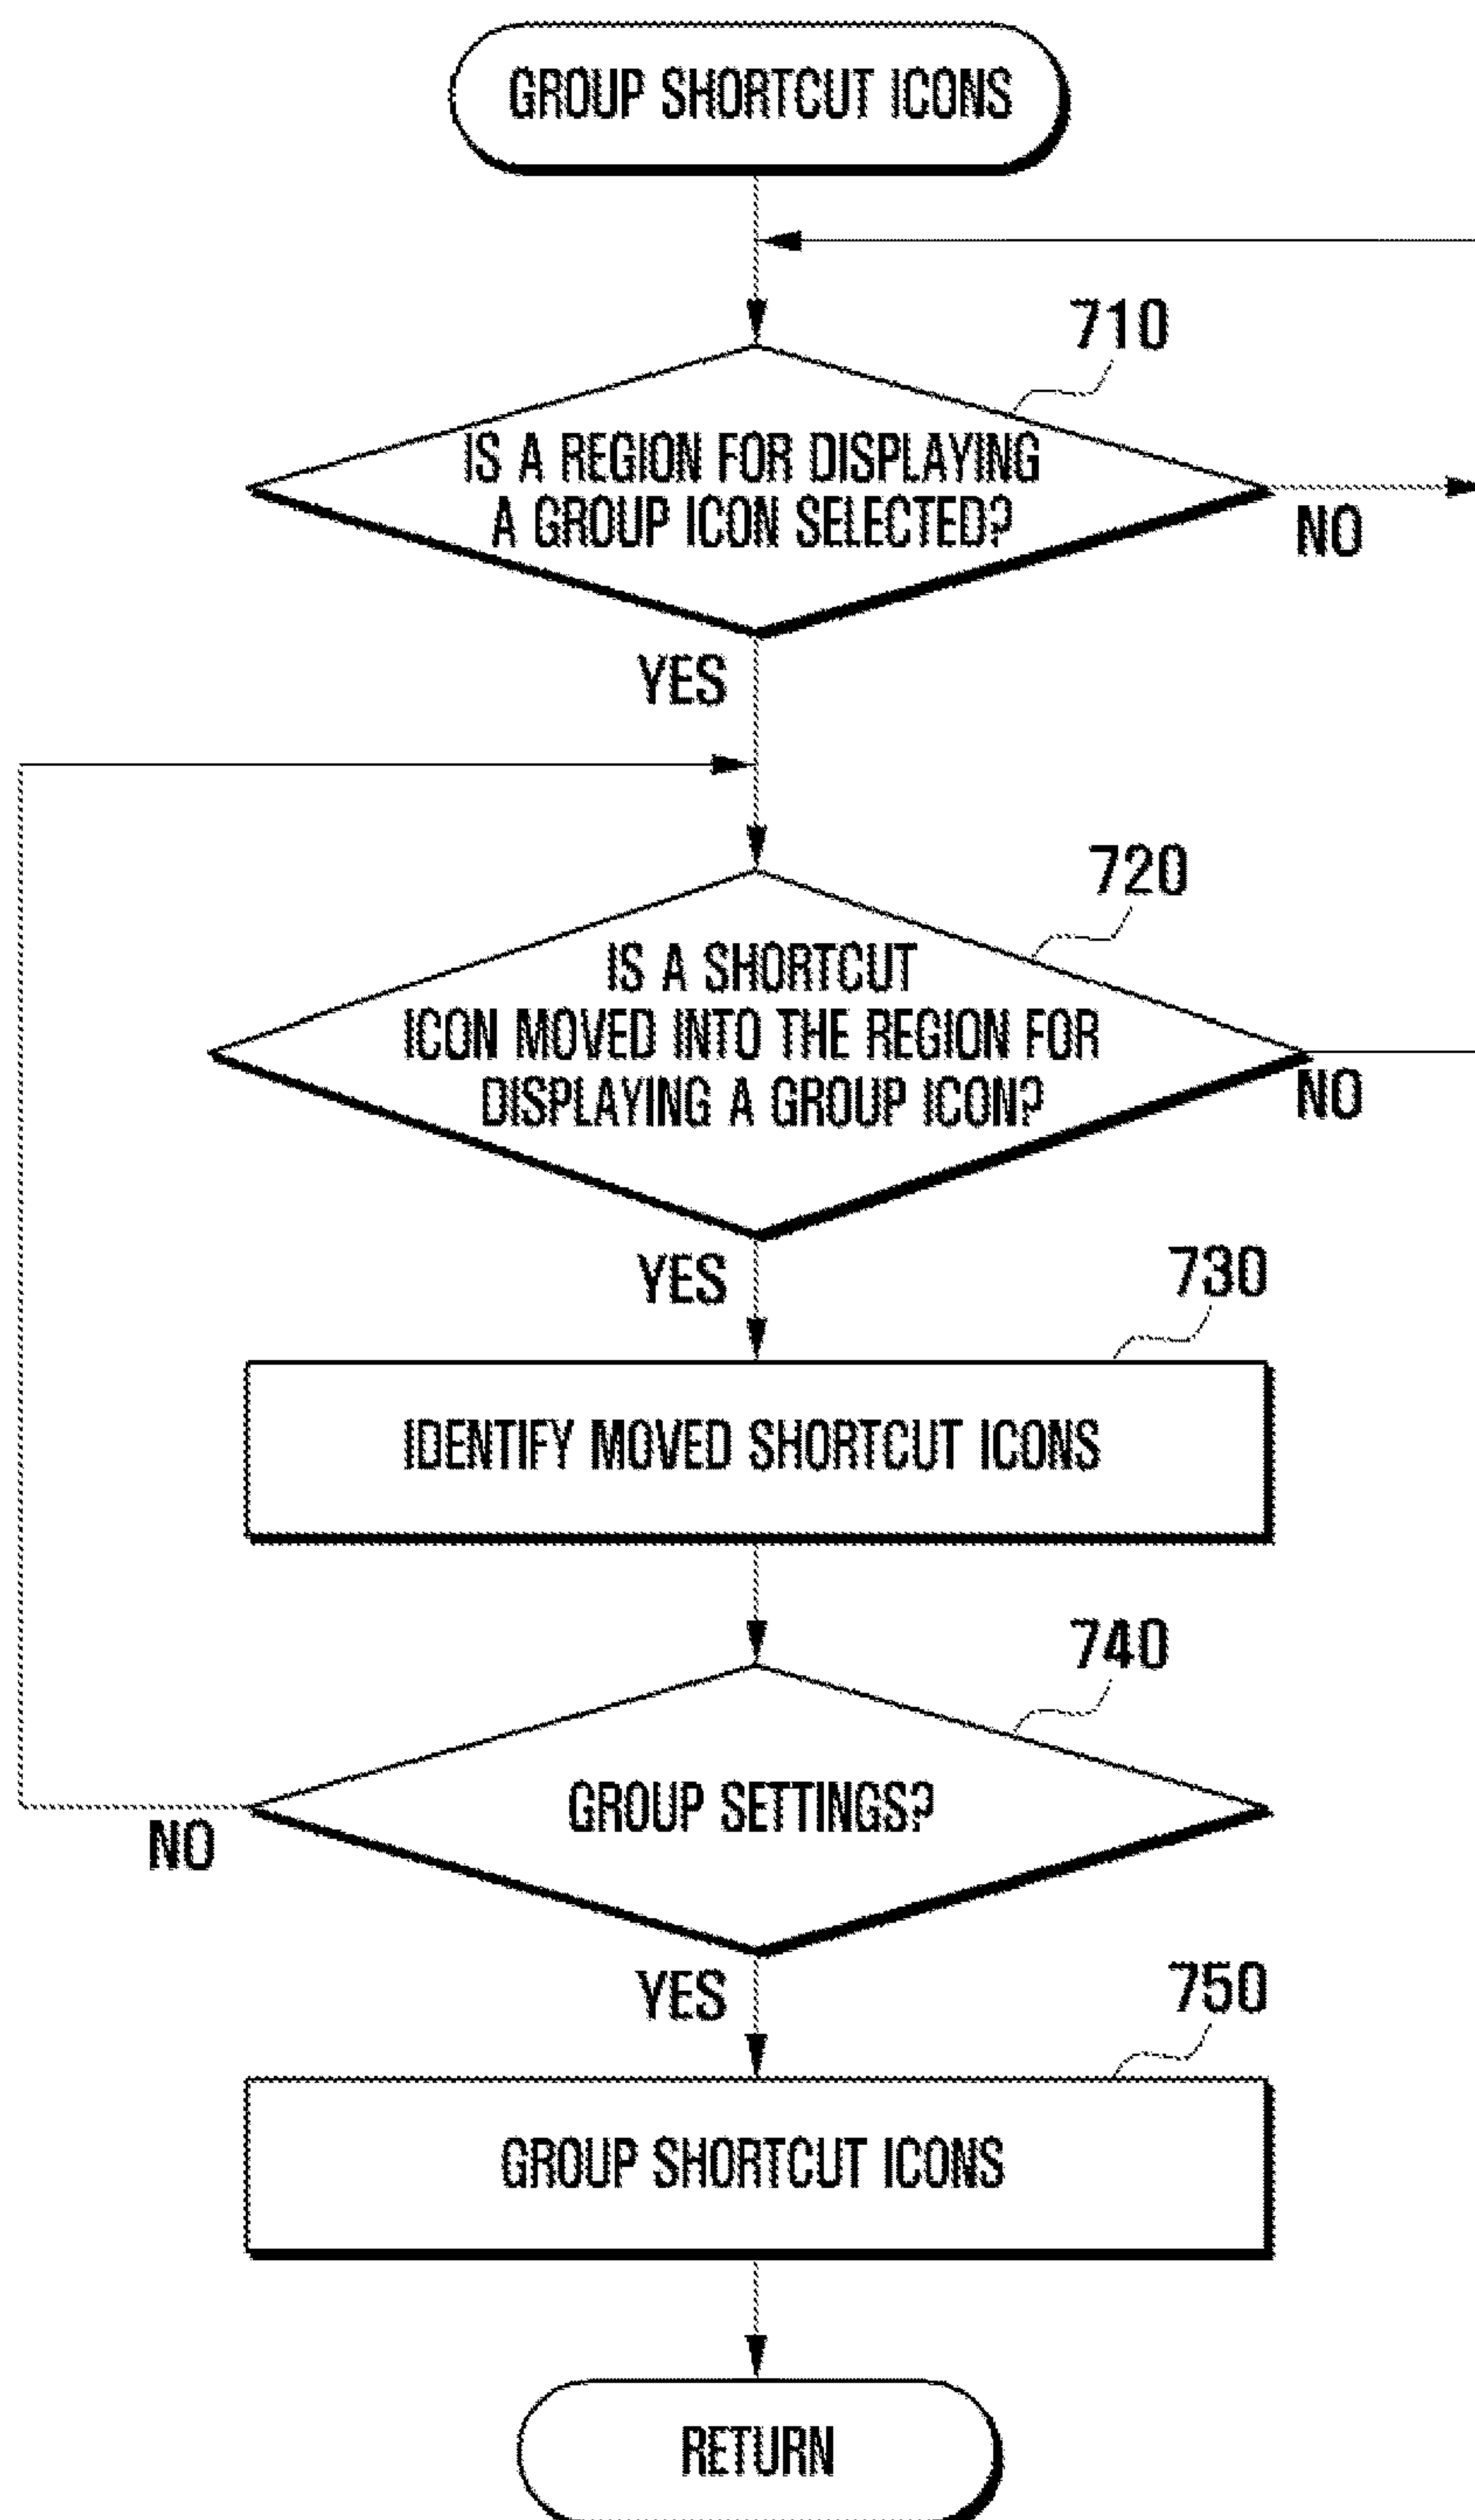 GROUP SHORTCUT ICONS
710
IS A REGION FOR DISPLAYING
A GROUP ICON SELECTED?
NO
YES
720
IS A SHORTCUT
ICON MOVED INTO THE REGION FOR
DISPLAYING A GROUP ICON?
NO
YES
730
IDENTIFY MOVED SHORTCUT ICONS
740
GROUP SETTINGS?
NO
YES
750
GROUP SHORTCUT ICONS
RETURN